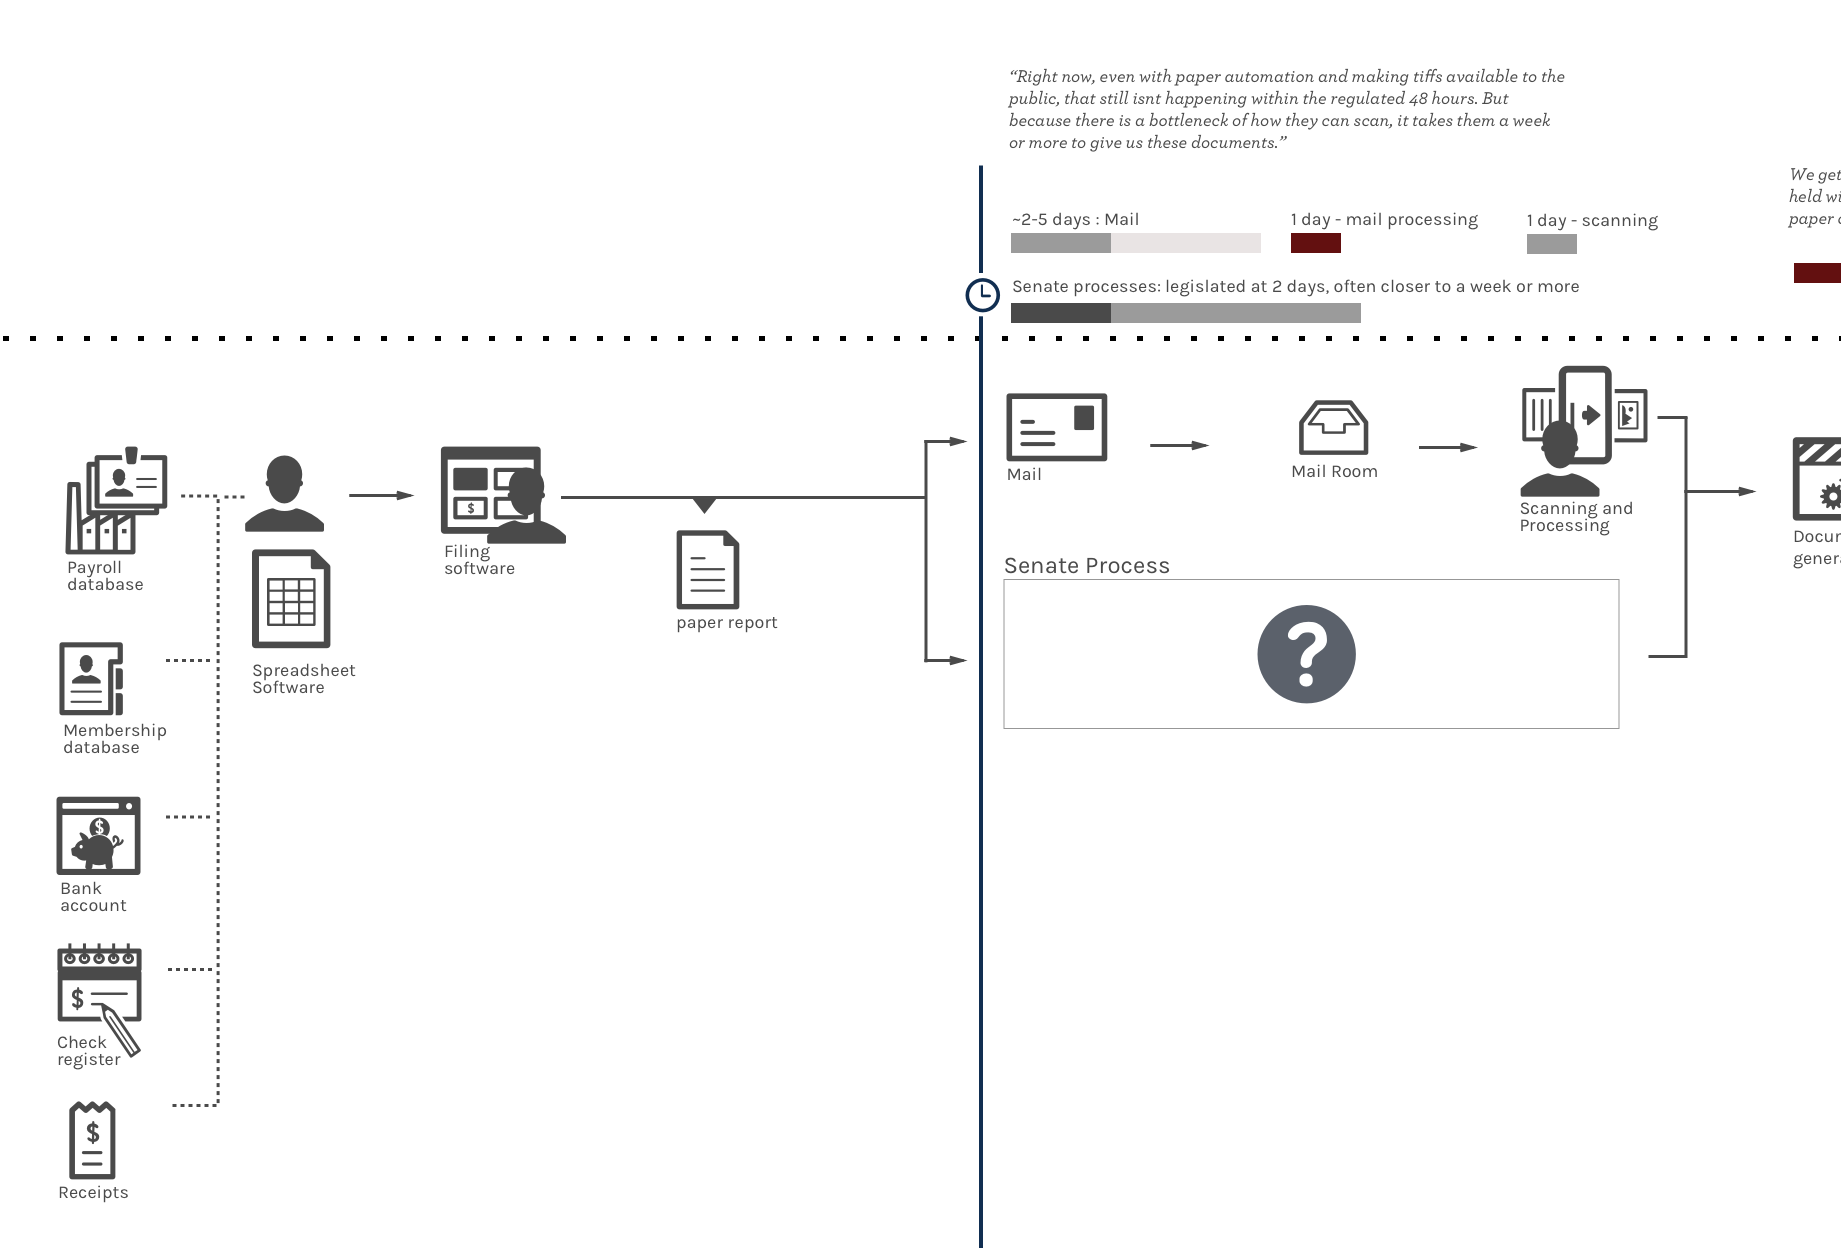 “Right now, even with paper automation and making tiffs available to the
public, that still isnt happening within the regulated 48 hours. But
because there is a bottleneck of how they can scan, it takes them a week
or more to give us these documents.”
We get
held
paper
~2-5 days : Mail
1 day - mail processing
1 day - scanning
Senate processes: legislated at 2 days, often closer to a week or more
Payroll
database
Membership
database
Bank
account
$
Check
register
$
Receipts
$
Spreadsheet
Software
Filing
software
$
paper report
Mail
Mail Room
Scanning and
Processing
Senate Process
?